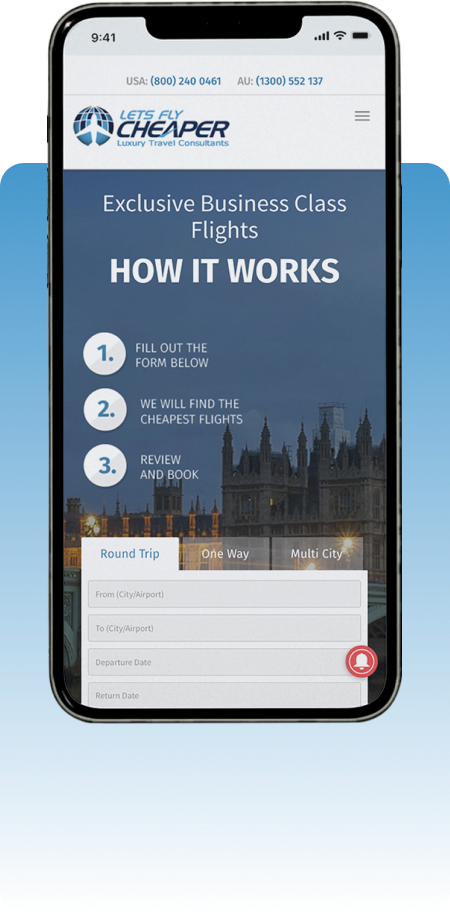 9:41
USA: (800) 240 0461 AU: (1300) 552 137
LETS FLY
CHEAPER
Luxury Travel Consultants
Exclusive Business Class
Flights
HOW IT WORKS
1. FILL OUT THE
FORM BELOW
2. WE WILL FIND THE
CHEAPEST FLIGHTS
3. REVIEW
AND BOOK
Round Trip One Way Multi City
From (City/Airport)
To (City/Airport)
Departure Date
Return Date